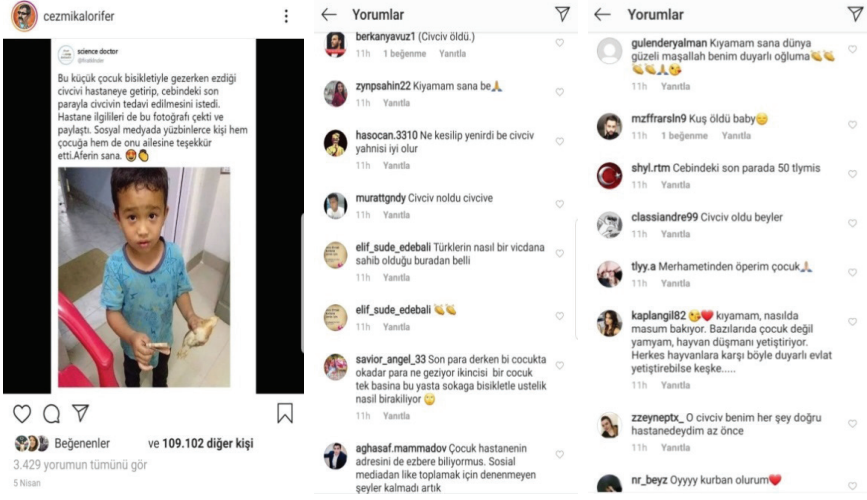 cezmikalorifer
science doctor
Bu küçük çocuk bisikletiyle gezerken ezdiği
civcivi hastaneye getirip, cebindeki son
parayla civcivin tedavi edilmesini istedi.
Hastane ilgilileri de bu fotoğrafı çekti ve
paylaştı. Sosyal medyada yüzbinlerce kişi hem
çocuğa hem de onu ailesine teşekkür
etti.Aferin sana. 😍👏
Beğenenler ve 109.102 diğer kişi
3.429 yorumun tümünü gör
5 Nisan
Yorumlar
berkanyavuz1 (Civciv öldü.)
11h 1 beğenme Yanıtla
zynpsahin22 Kıyamam sana be🙏
11h Yanıtla
hasocan.3310 Ne kesilip yenirdi be civciv
yahnisi iyi olur
11h Yanıtla
murattgndy Civciv noldu civcive
11h Yanıtla
elif_sude_edebali Türklerin nasıl bir vicdana
sahib olduğu buradan belli
11h Yanıtla
elif_sude_edebali 👏👏
11h Yanıtla
savior_angel_33 Son para derken bi cocukta
okadar para ne geziyor ikincisi bir cocuk
tek basina bu yasta sokaga bisikletle ustelik
nasil birakiliyor 🙄
11h Yanıtla
aghasaf.mammadov Çocuk hastanenin
adresini de ezbere biliyormus. Sosial
mediadan like toplamak için denenmeyen
şeyler kalmadı artık
Yorumlar
gulenderyalman Kıyamam sana dünya
güzeli maşallah benim duyarlı oğluma👏👏
👏👏🙏😘
11h Yanıtla
mzffrarsln9 Kuş öldü baby😑
11h 1 beğenme Yanıtla
shyl.rtm Cebindeki son parada 50 tlymis
11h Yanıtla
classiandre99 Civciv oldu beyler
11h Yanıtla
tlyy.a Merhametinden öperim çocuk🙏
11h Yanıtla
kaplangil82 😘❤️ kıyamam, nasılda
masum bakıyor. Bazılarıda çocuk değil
yamyam, hayvan düşmanı yetiştiriyor.
Herkes hayvanlara karşı böyle duyarlı evlat
yetiştirebilse keşke.....
11h Yanıtla
zzeyneptx_ O civciv benim her şey doğru
hastanedeydim az önce
11h Yanıtla
nr_beyz Oyyyy kurban olurum❤️